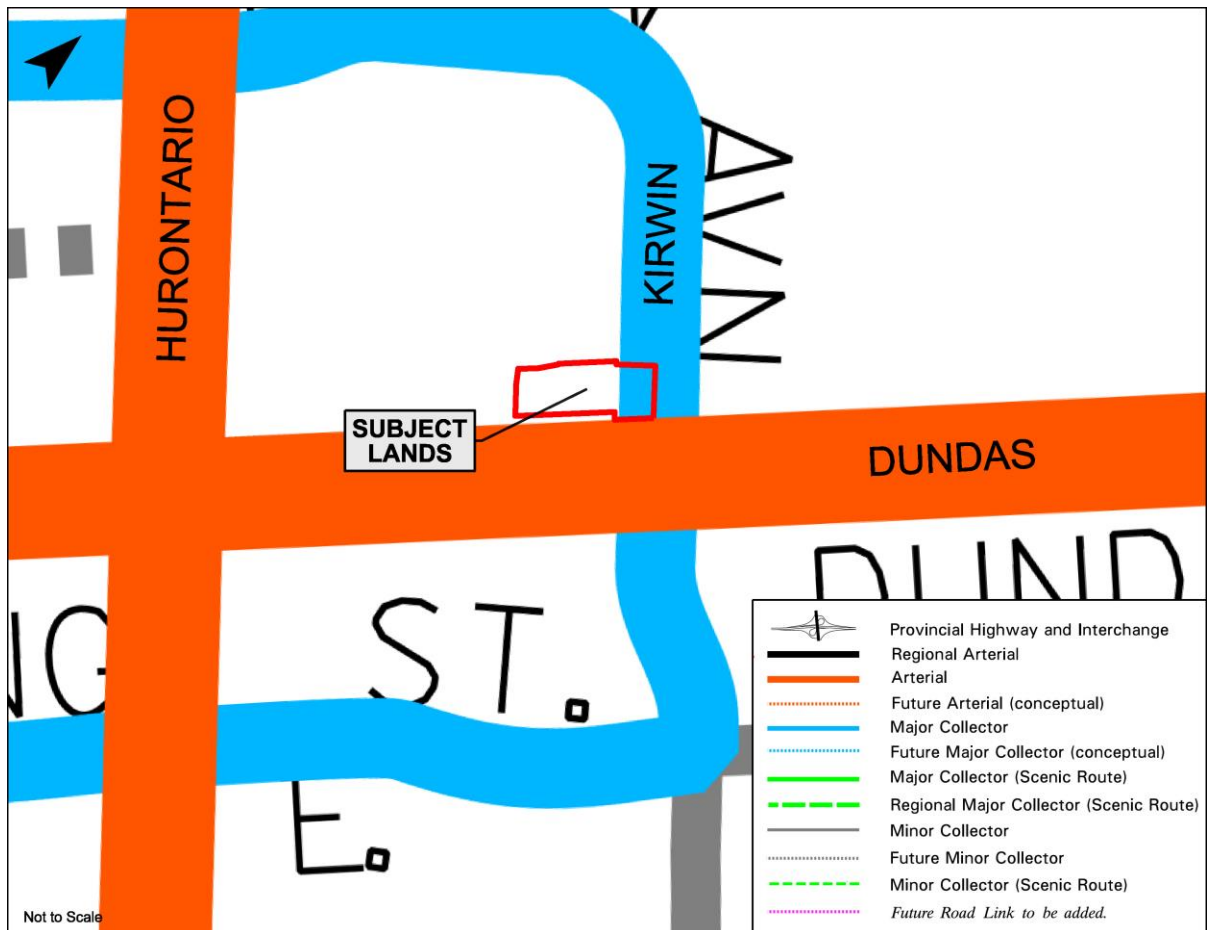 HURONTARIO
KIRWIN
SUBJECT
LANDS
DUNDAS
ST.
E.
Provincial Highway and Interchange
Regional Arterial
Arterial
Future Arterial (conceptual)
Major Collector
Future Major Collector (conceptual)
Major Collector (Scenic Route)
Regional Major Collector (Scenic Route)
Minor Collector
Future Minor Collector
Minor Collector (Scenic Route)
Future Road Link to be added.
Not to Scale